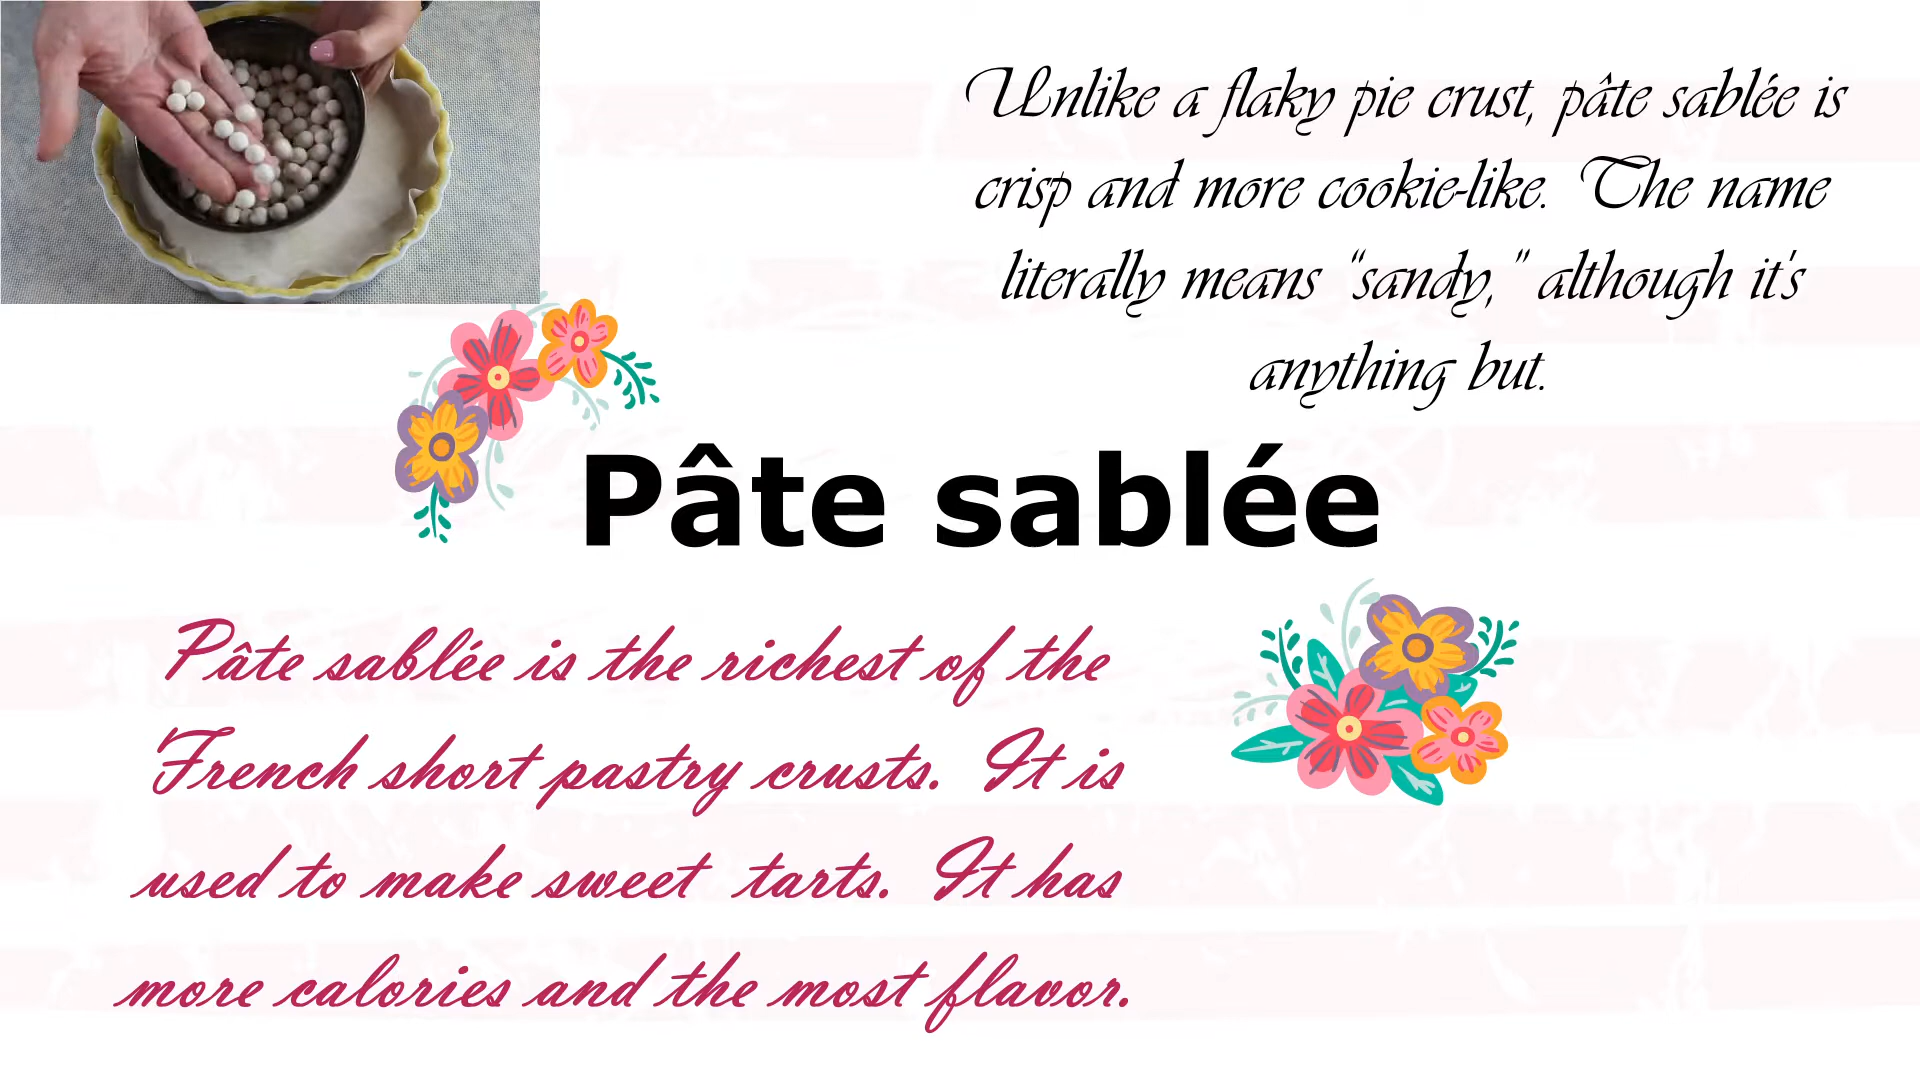 Unlike a flaky pie crust, pâte sablée is
crisp and more cookie-like. The name
literally means “sandy,” although it's
anything but.
Pâte sablée
Pâte sablée is the richest of the
French short pastry crusts. It is
used to make sweet tarts. It has
more calories and the most flavor.